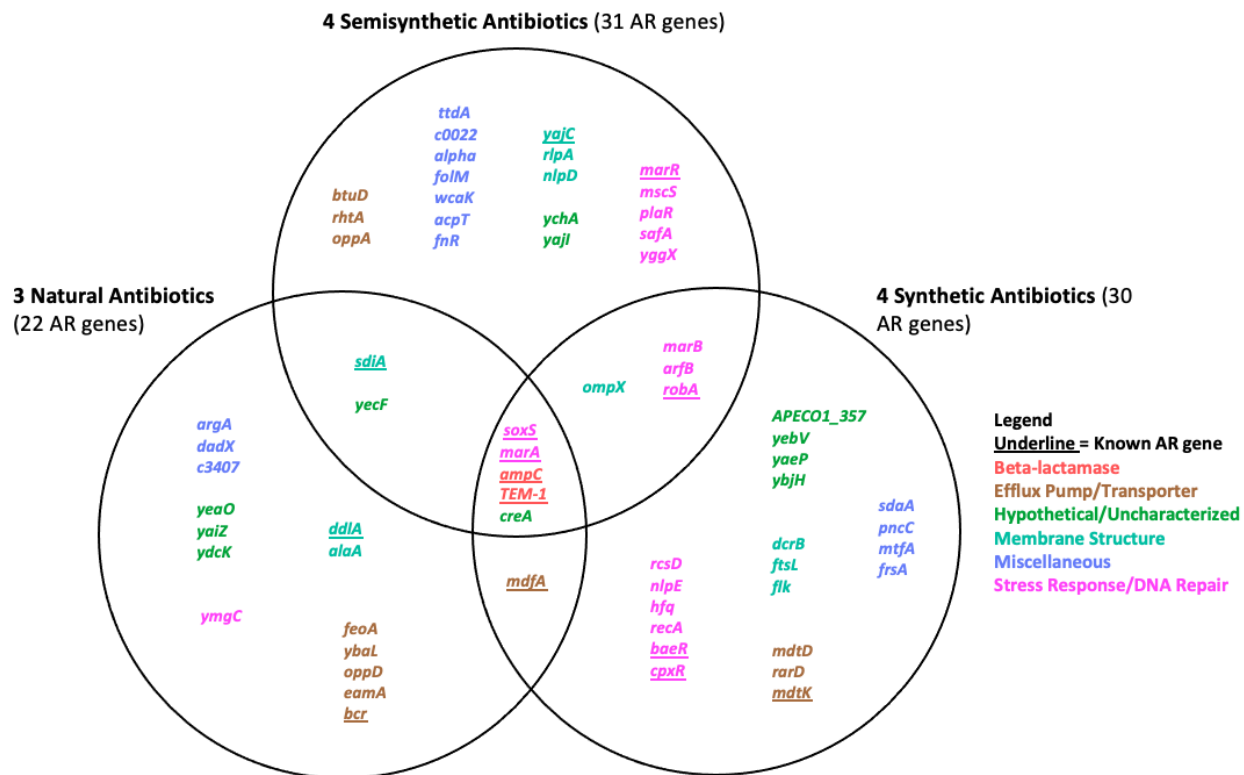 4 Semisynthetic Antibiotics (31 AR genes)
ttdA
c0022
alpha
folM
wcaK
acpT
fnR
yajC
rlpA
nlpD
ychA
yajI
marR
mscS
plaR
safA
yggX
btuD
rhtA
oppA
3 Natural Antibiotics
(22 AR genes)
4 Synthetic Antibiotics (30
AR genes)
sdiA
yecF
ompX
marB
arfB
robA
soxS
marA
ampC
TEM-1
creA
mdfA
argA
dadX
c3407
yeaO
yaiZ
ydcK
ddlA
alaA
ymgC
feoA
ybaL
oppD
eamA
bcr
APECO1_357
yebV
yaeP
ybjH
sdaA
pncC
mtfA
frsA
dcrB
ftsL
flk
rcsD
nlpE
hfq
recA
baeR
cpxR
mdtD
rarD
mdtK
Legend
Underline = Known AR gene
Beta-lactamase
Efflux Pump/Transporter
Hypothetical/Uncharacterized
Membrane Structure
Miscellaneous
Stress Response/DNA Repair